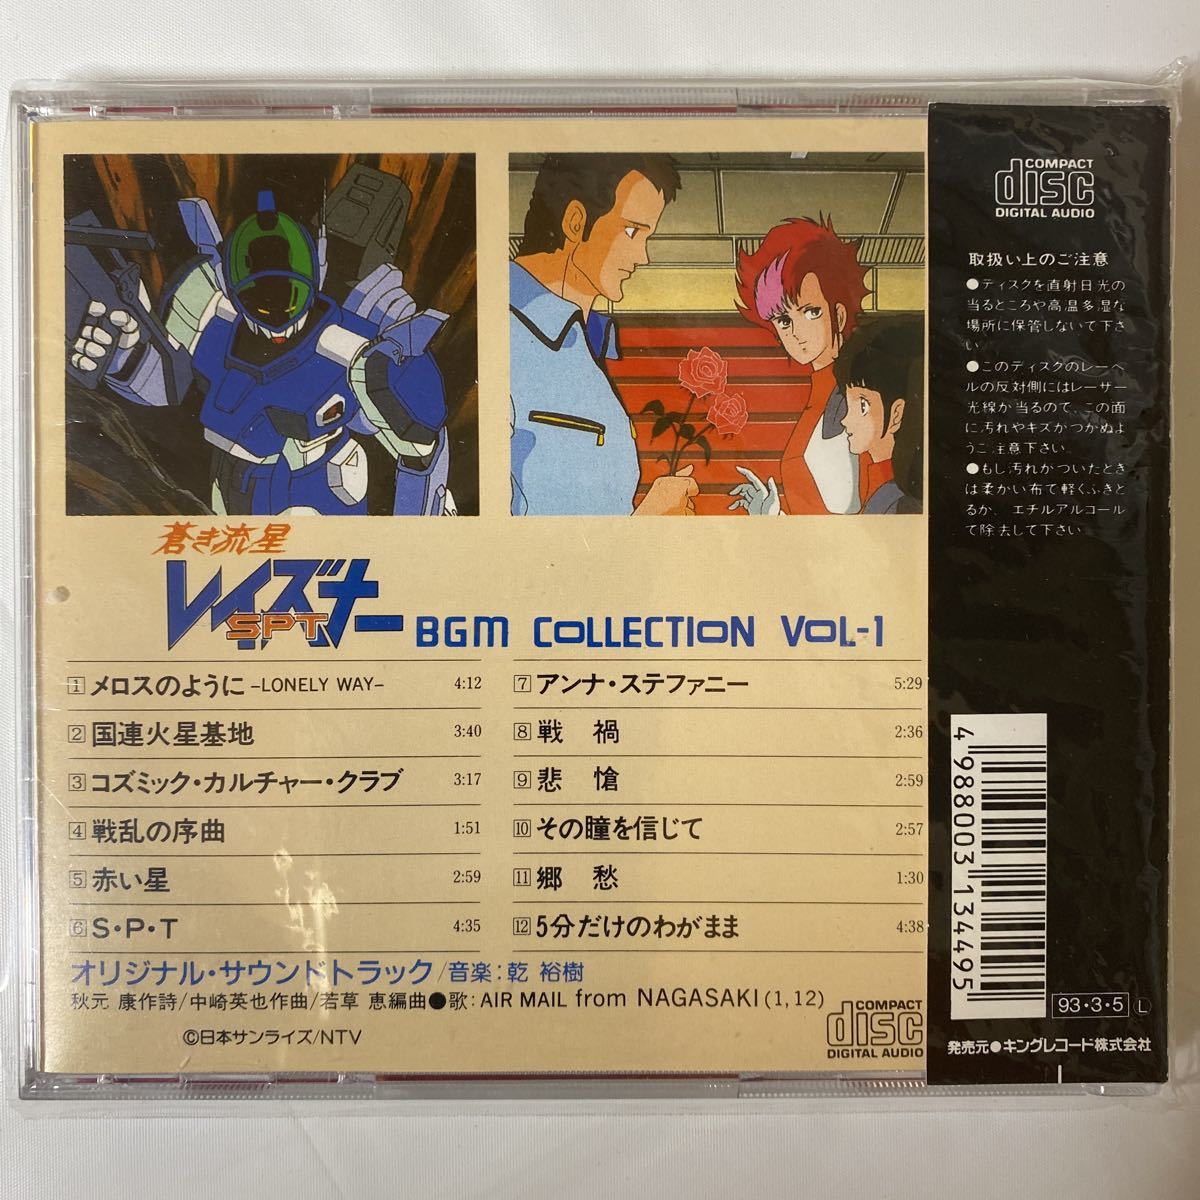 蒼き流星
レイズナー
SPT
BGM COLLECTION VOL-1
1 メロスのように -LONELY WAY- 4:12
2 国連火星基地 3:40
3 コズミック・カルチャー・クラブ 3:17
4 戦乱の序曲 1:51
5 赤い星 2:59
6 S・P・T 4:35
7 アンナ・ステファニー 5:29
8 戦 禍 2:36
9 悲 愴 2:59
10 その瞳を信じて 2:57
11 郷 愁 1:30
12 5分だけのわがまま 4:38
オリジナル・サウンドトラック/音楽:乾 裕樹
秋元 康作詩/中崎英也作曲/若草 恵編曲●歌:AIR MAIL from NAGASAKI(1,12)
©日本サンライズ/NTV
COMPACT
disc
DIGITAL AUDIO
COMPACT
disc
DIGITAL AUDIO
取扱い上のご注意
●ディスクを直射日光の
当るところや高温多湿な
場所に保管しないで下さ
い
●このディスクのレーベ
ルの反対側にはレーザー
光線が当るので、この面
に汚れやキズがつかぬよ
うご注意下さい
●もし汚れがついたとき
は柔かい布で軽くふきと
るか、エチルアルコール
で除去して下さい
4988003134495
93・3・5 L
発売元●キングレコード株式会社